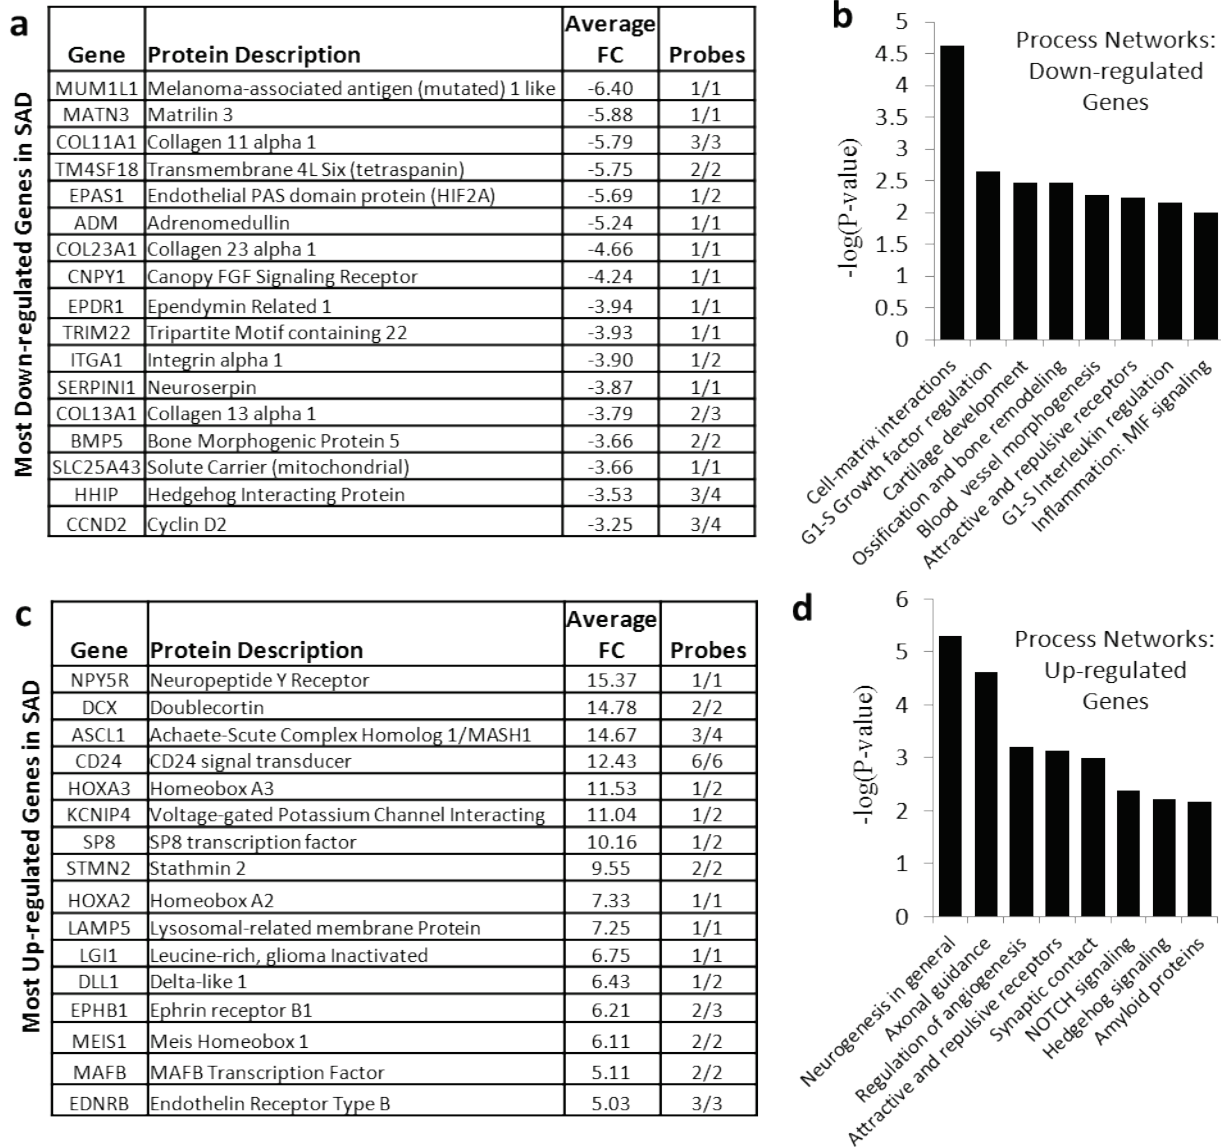 a
Most Down-regulated Genes in SAD
Gene Protein Description Average FC Probes
MUM1L1 Melanoma-associated antigen (mutated) 1 like -6.40 1/1
MATN3 Matrilin 3 -5.88 1/1
COL11A1 Collagen 11 alpha 1 -5.79 3/3
TM4SF18 Transmembrane 4L Six (tetraspanin) -5.75 2/2
EPAS1 Endothelial PAS domain protein (HIF2A) -5.69 1/2
ADM Adrenomedullin -5.24 1/1
COL23A1 Collagen 23 alpha 1 -4.66 1/1
CNPY1 Canopy FGF Signaling Receptor -4.24 1/1
EPDR1 Ependymin Related 1 -3.94 1/1
TRIM22 Tripartite Motif containing 22 -3.93 1/1
ITGA1 Integrin alpha 1 -3.90 1/2
SERPINI1 Neuroserpin -3.87 1/1
COL13A1 Collagen 13 alpha 1 -3.79 2/3
BMP5 Bone Morphogenic Protein 5 -3.66 2/2
SLC25A43 Solute Carrier (mitochondrial) -3.66 1/1
HHIP Hedgehog Interacting Protein -3.53 3/4
CCND2 Cyclin D2 -3.25 3/4
b
Process Networks:
Down-regulated
Genes
-log(P-value)
5
4.5
4
3.5
3
2.5
2
1.5
1
0.5
0
Cell-matrix interactions
G1-S Growth factor regulation
Cartilage development
Ossification and bone remodeling
Blood vessel morphogenesis
Attractive and repulsive receptors
G1-S Interleukin regulation
Inflammation: MIF signaling
c
Most Up-regulated Genes in SAD
Gene Protein Description Average FC Probes
NPY5R Neuropeptide Y Receptor 15.37 1/1
DCX Doublecortin 14.78 2/2
ASCL1 Achaete-Scute Complex Homolog 1/MASH1 14.67 3/4
CD24 CD24 signal transducer 12.43 6/6
HOXA3 Homeobox A3 11.53 1/2
KCNIP4 Voltage-gated Potassium Channel Interacting 11.04 1/2
SP8 SP8 transcription factor 10.16 1/2
STMN2 Stathmin 2 9.55 2/2
HOXA2 Homeobox A2 7.33 1/1
LAMP5 Lysosomal-related membrane Protein 7.25 1/1
LGI1 Leucine-rich, glioma Inactivated 6.75 1/1
DLL1 Delta-like 1 6.43 1/2
EPHB1 Ephrin receptor B1 6.21 2/3
MEIS1 Meis Homeobox 1 6.11 2/2
MAFB MAFB Transcription Factor 5.11 2/2
EDNRB Endothelin Receptor Type B 5.03 3/3
d
Process Networks:
Up-regulated
Genes
-log(P-value)
6
5
4
3
2
1
0
Neurogenesis in general
Axonal guidance
Regulation of angiogenesis
Attractive and repulsive receptors
Synaptic contact
NOTCH signaling
Hedgehog signaling
Amyloid proteins